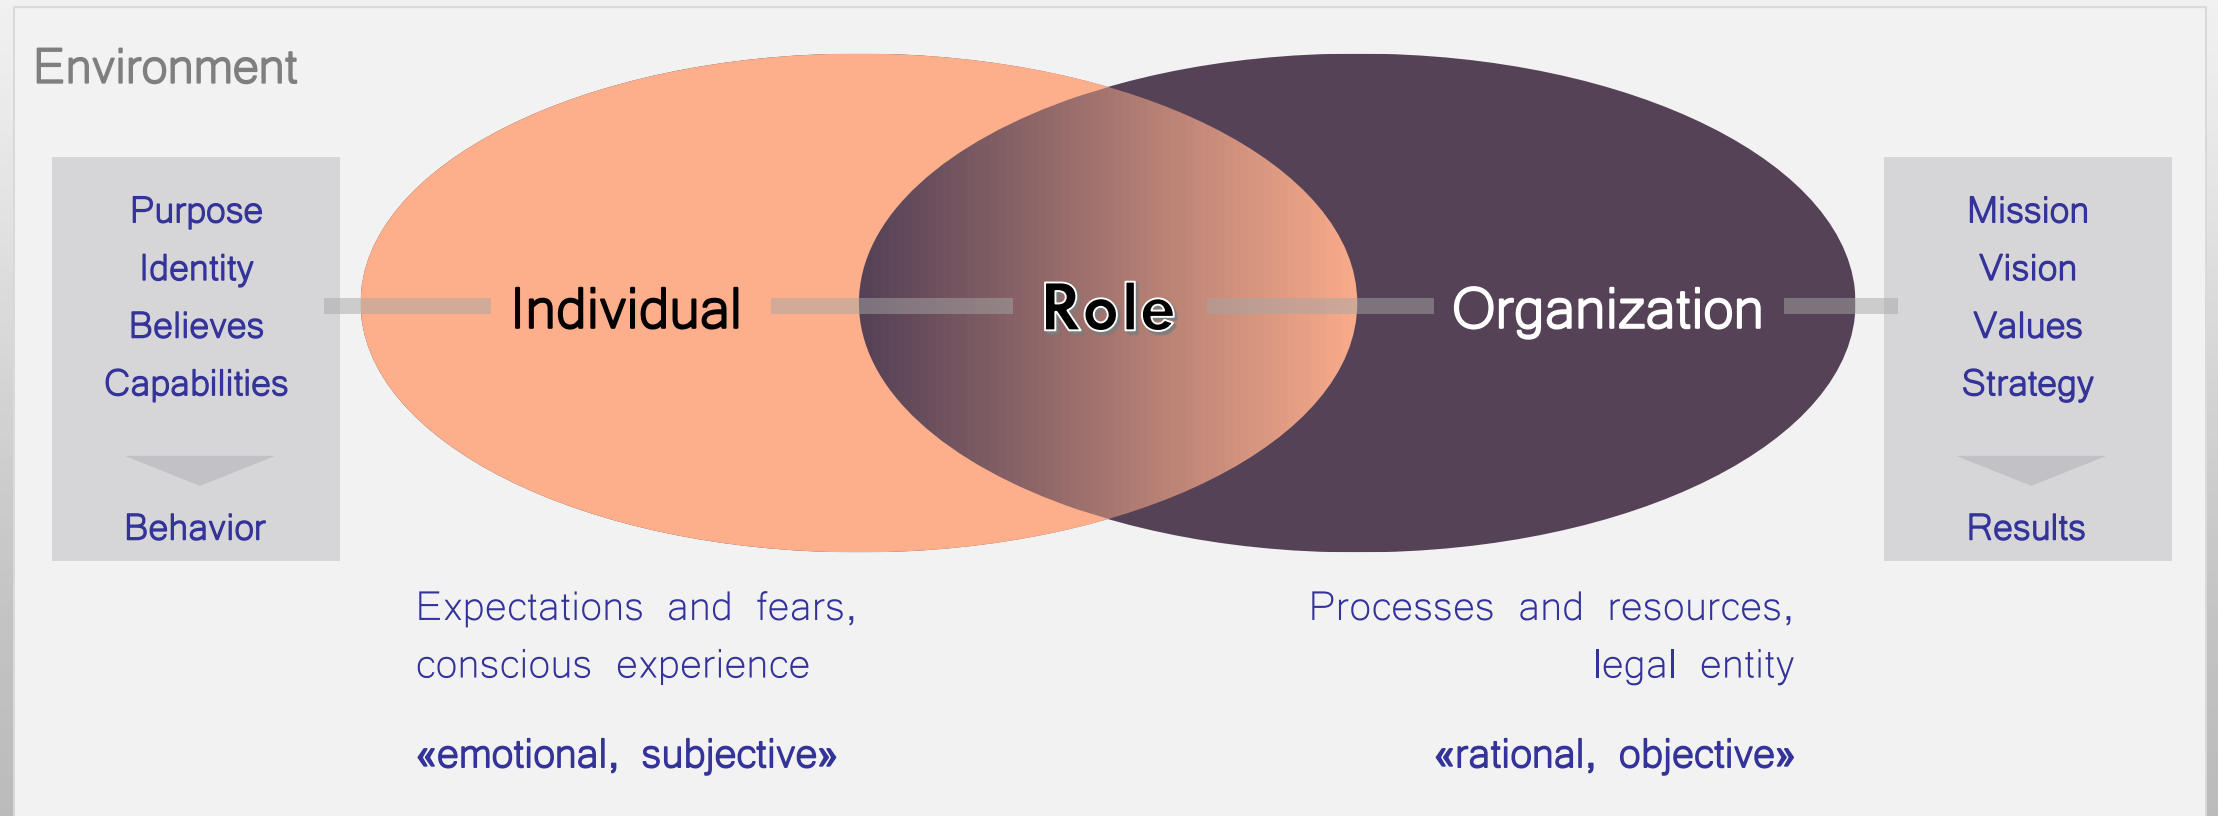 Environment
Purpose
Identity
Believes
Capabilities
Behavior
Individual
Role
Organization
Mission
Vision
Values
Strategy
Results
Expectations and fears,
conscious experience
«emotional, subjective»
Processes and resources,
legal entity
«rational, objective»